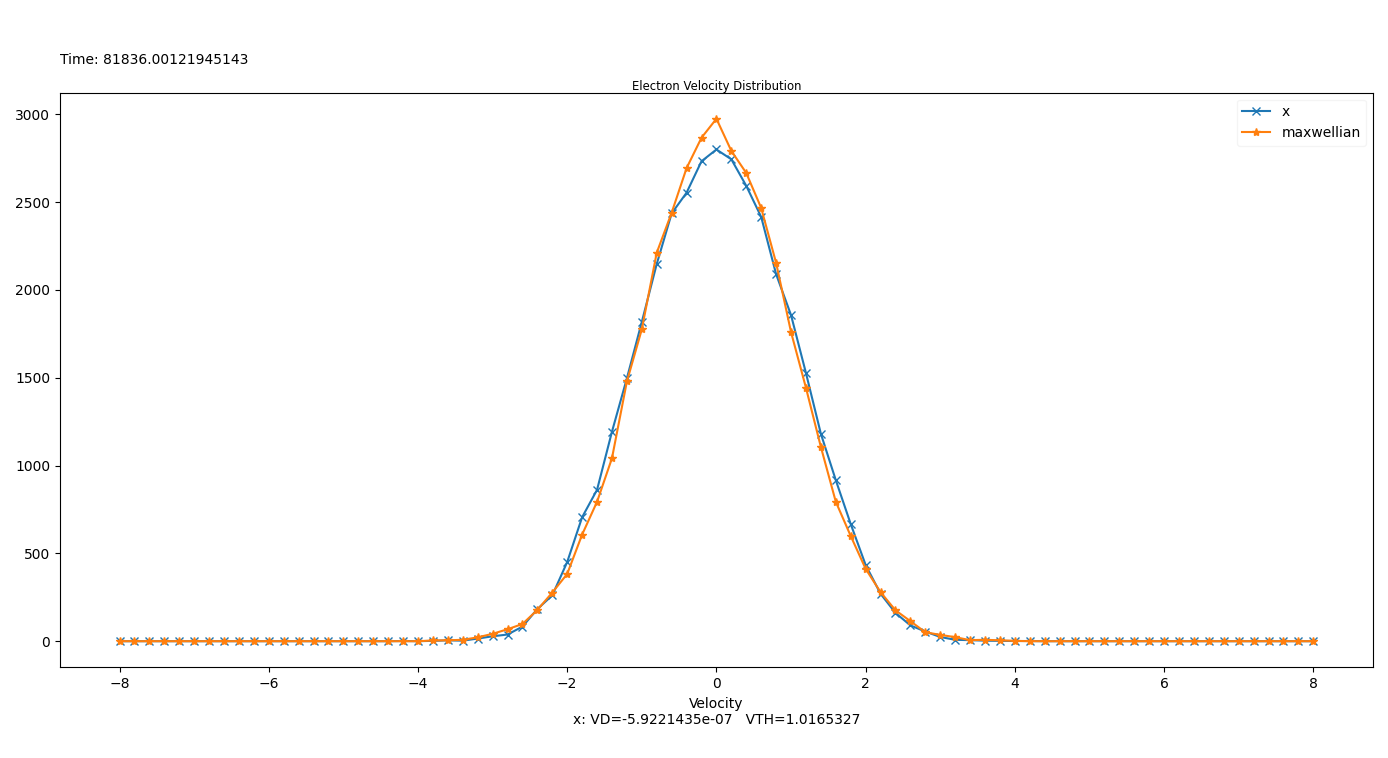 Time: 81836.00121945143
Electron Velocity Distribution
x
maxwellian
3000
2500
2000
1500
1000
500
0
−8
−6
−4
−2
0
2
4
6
8
Velocity
x: VD=-5.9221435e-07 VTH=1.0165327